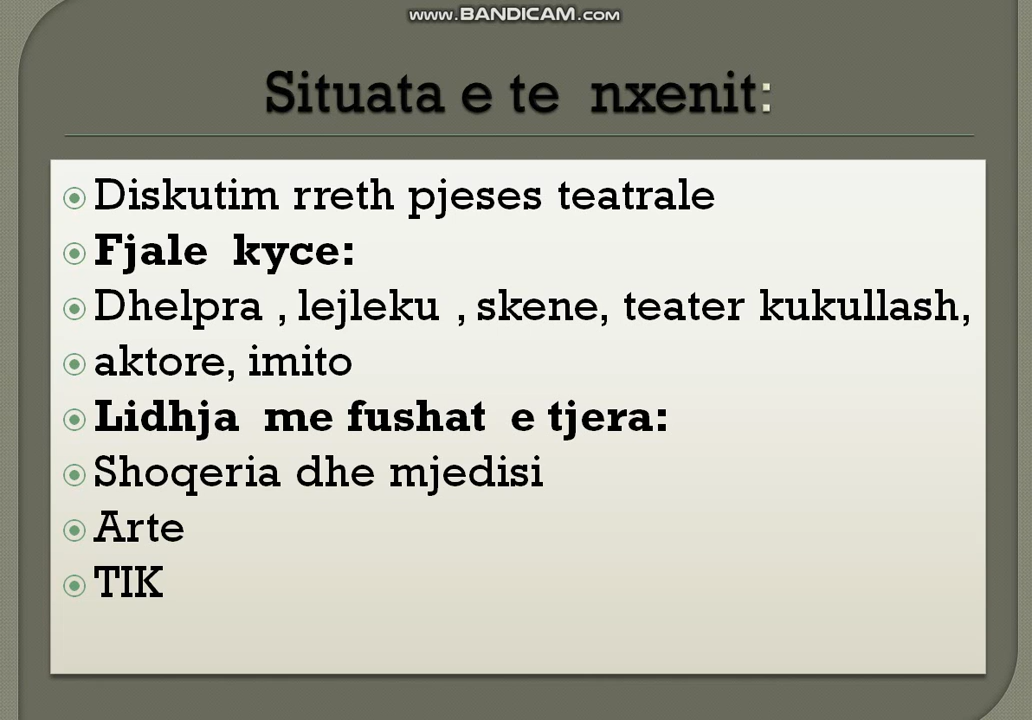 www.BANDICAM.com
Situata e te nxenit:
Diskutim rreth pjeses teatrale
Fjale kyce:
Dhelpra , lejleku , skene, teater kukullash,
aktore, imito
Lidhja me fushat e tjera:
Shoqeria dhe mjedisi
Arte
TIK